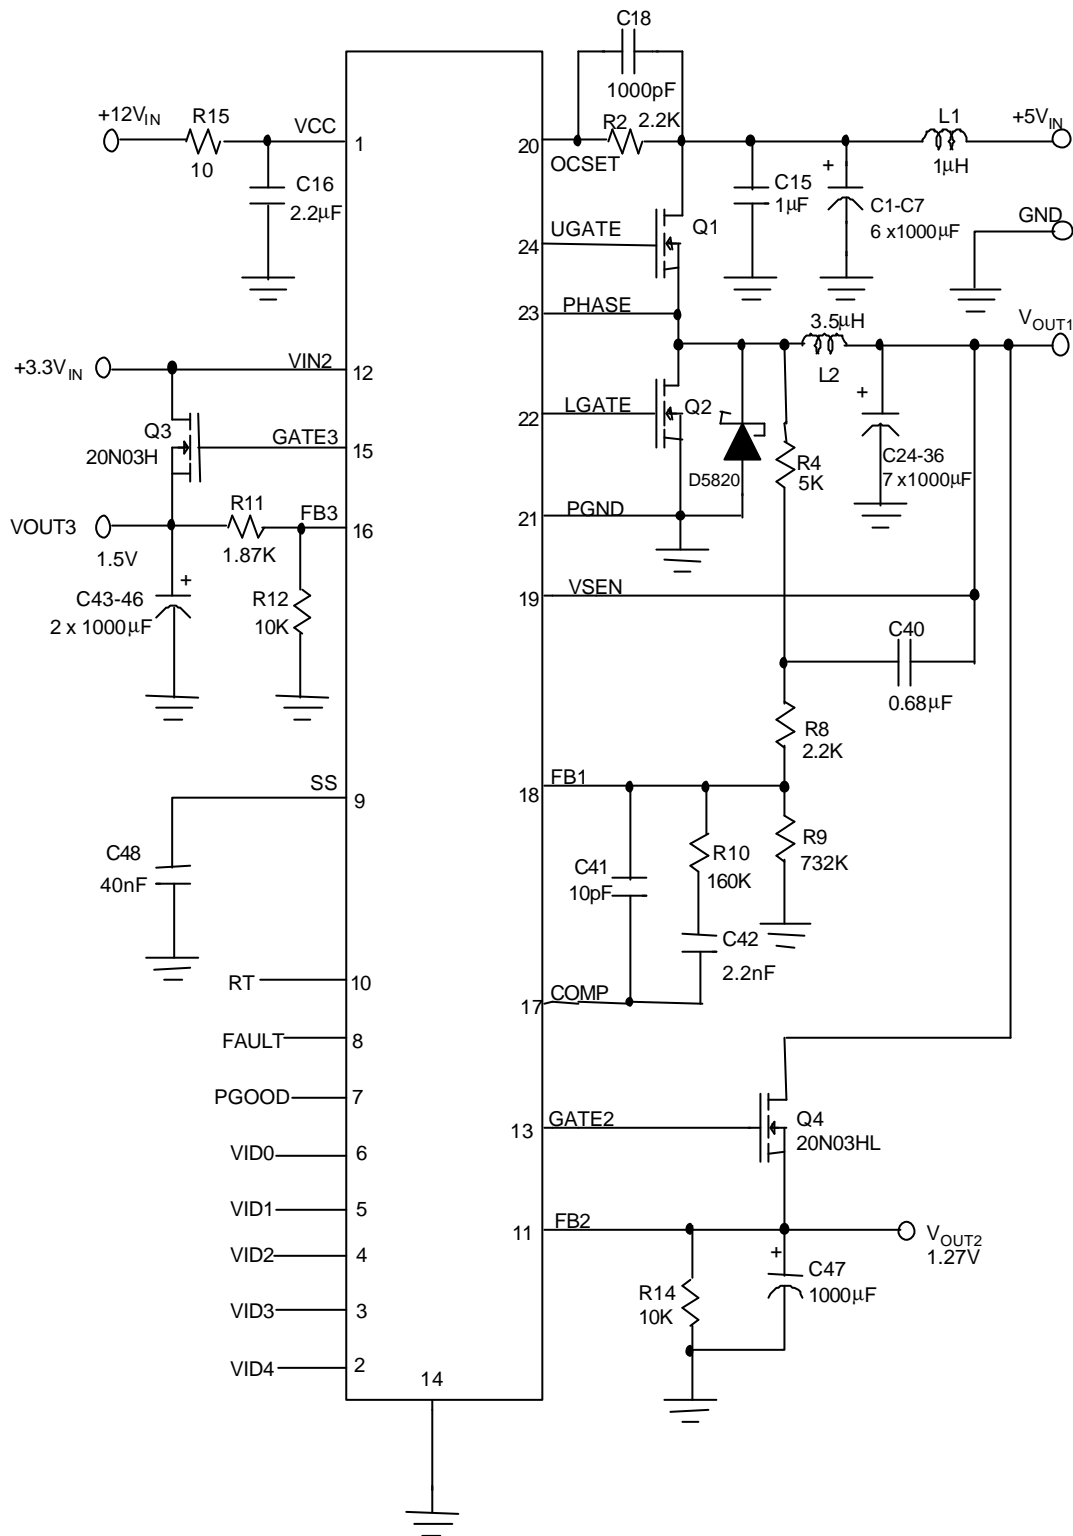 C18
1000pF
+12VIN
R15
VCC
1
10
C16
2.2µF
R2
2.2K
20
OCSET
L1
+5VIN
1µH
C15
1µF
+
C1-C7
6 x1000µF
GND
UGATE
24
Q1
PHASE
23
3.5µH
VOUT1
L2
+3.3VIN
VIN2
12
LGATE
22
Q2
+
Q3
20N03H
GATE3
15
D5820
R4
5K
C24-36
7 x1000µF
R11
FB3
PGND
21
VOUT3
16
1.5V
1.87K
+
C43-46
2 x 1000µF
R12
10K
VSEN
19
C40
0.68µF
R8
2.2K
SS
9
FB1
18
C48
40nF
C41
10pF
R10
160K
R9
732K
C42
2.2nF
RT
10
COMP
17
FAULT
8
PGOOD
7
GATE2
13
Q4
20N03HL
VID0
6
VID1
5
FB2
11
VOUT2
1.27V
VID2
4
+
C47
1000µF
R14
10K
VID3
3
VID4
2
14